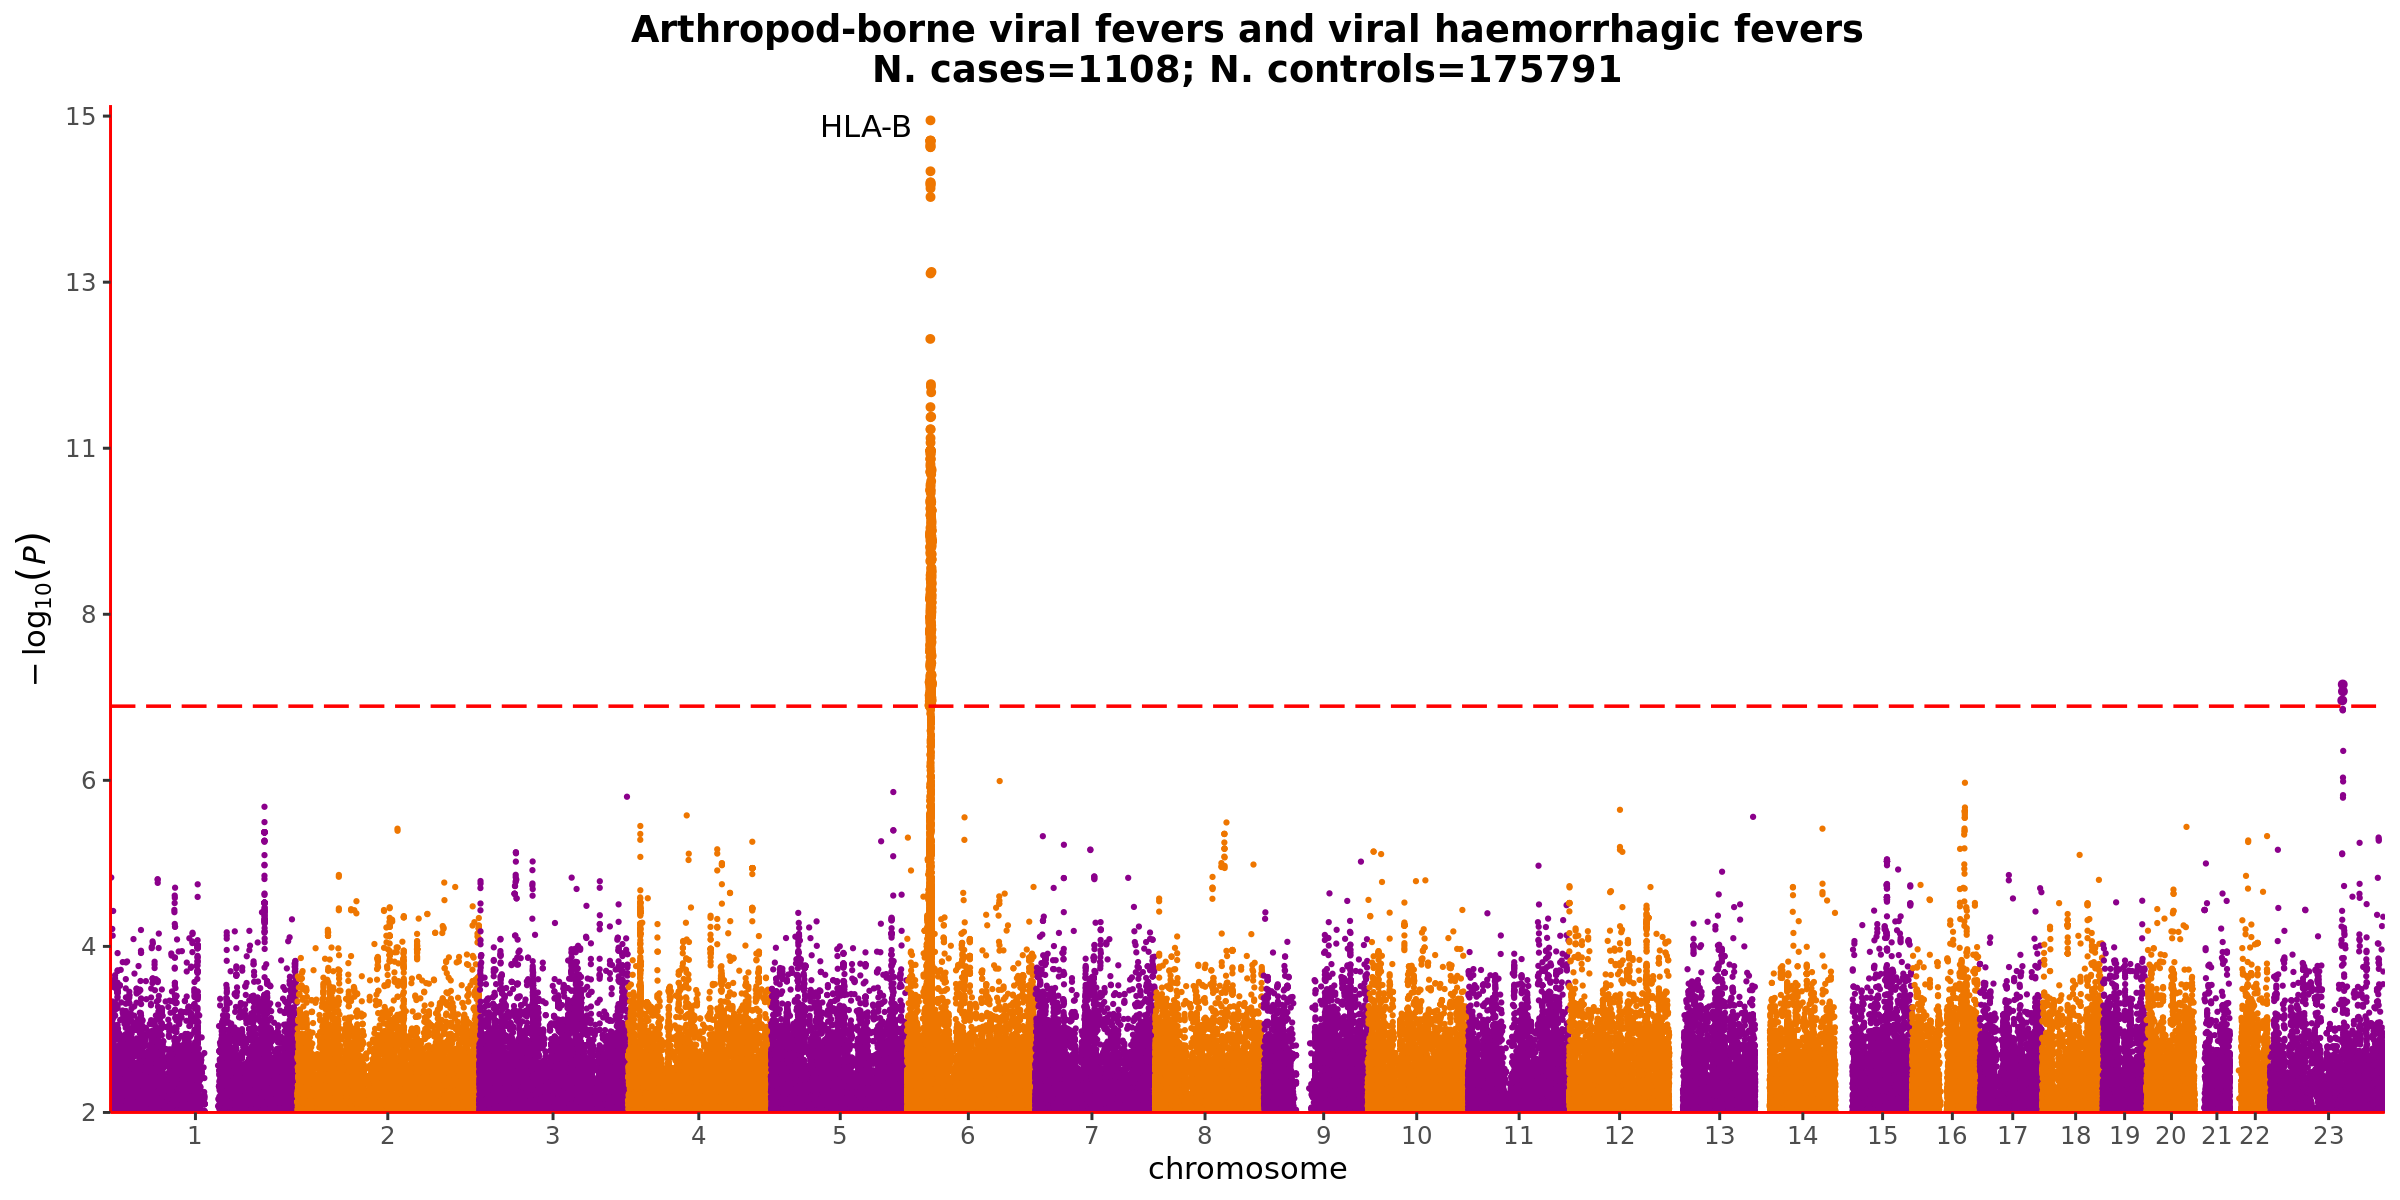 Arthropod-borne viral fevers and viral haemorrhagic fevers
N. cases=1108; N. controls=175791
HLA-B
15
13
11
8
6
4
2
−log₁₀(P)
1 2 3 4 5 6 7 8 9 10 11 12 13 14 15 16 17 18 19 20 21 22 23
chromosome